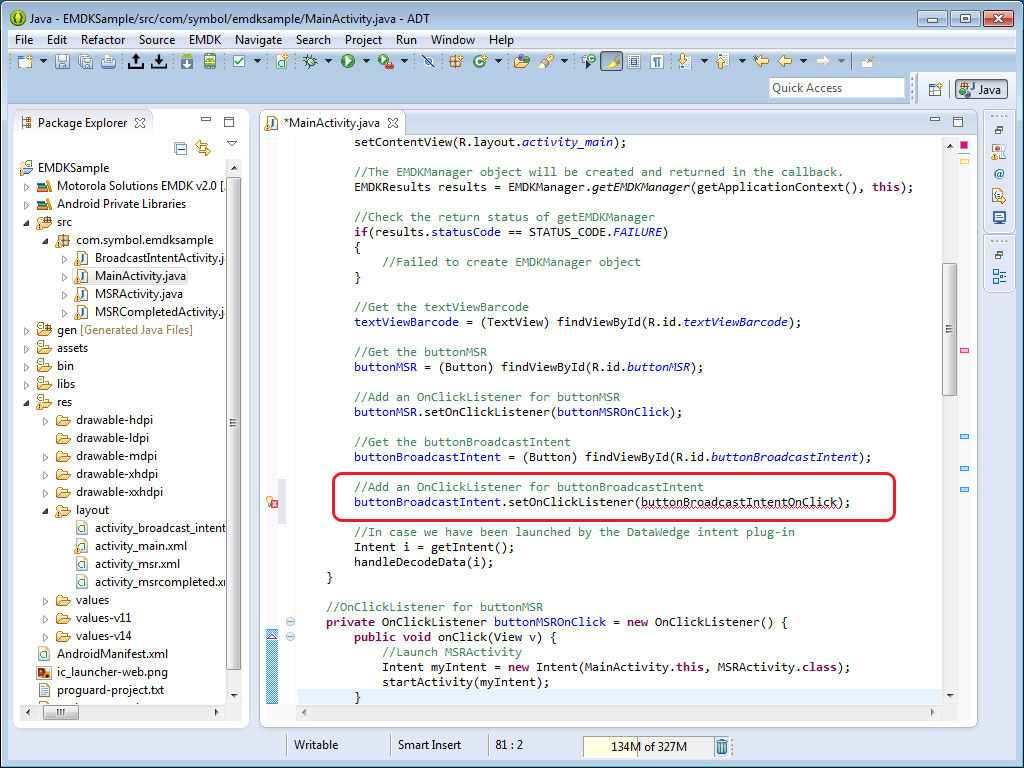 Java - EMDKSample/src/com/symbol/emdksample/MainActivity.java - ADT
File Edit Refactor Source EMDK Navigate Search Project Run Window Help
Quick Access
Java
Package Explorer
EMDKSample
Motorola Solutions EMDK v2.0 [
Android Private Libraries
src
com.symbol.emdksample
BroadcastIntentActivity.j
MainActivity.java
MSRActivity.java
MSRCompletedActivity.j
gen [Generated Java Files]
assets
bin
libs
res
drawable-hdpi
drawable-ldpi
drawable-mdpi
drawable-xhdpi
drawable-xxhdpi
layout
activity_broadcast_intent
activity_main.xml
activity_msr.xml
activity_msrcompleted.x
values
values-v11
values-v14
AndroidManifest.xml
ic_launcher-web.png
proguard-project.txt
*MainActivity.java
setContentView(R.layout.activity_main);
//The EMDKManager object will be created and returned in the callback.
EMDKResults results = EMDKManager.getEMDKManager(getApplicationContext(), this);
//Check the return status of getEMDKManager
if(results.statusCode == STATUS_CODE.FAILURE)
{
//Failed to create EMDKManager object
}
//Get the textViewBarcode
textViewBarcode = (TextView) findViewById(R.id.textViewBarcode);
//Get the buttonMSR
buttonMSR = (Button) findViewById(R.id.buttonMSR);
//Add an OnClickListener for buttonMSR
buttonMSR.setOnClickListener(buttonMSROnClick);
//Get the buttonBroadcastIntent
buttonBroadcastIntent = (Button) findViewById(R.id.buttonBroadcastIntent);
//Add an OnClickListener for buttonBroadcastIntent
buttonBroadcastIntent.setOnClickListener(buttonBroadcastIntentOnClick);
//In case we have been launched by the DataWedge intent plug-in
Intent i = getIntent();
handleDecodeData(i);
}
//OnClickListener for buttonMSR
private OnClickListener buttonMSROnClick = new OnClickListener() {
public void onClick(View v) {
//Launch MSRActivity
Intent myIntent = new Intent(MainActivity.this, MSRActivity.class);
startActivity(myIntent);
}
Writable
Smart Insert
81 : 2
134M of 327M